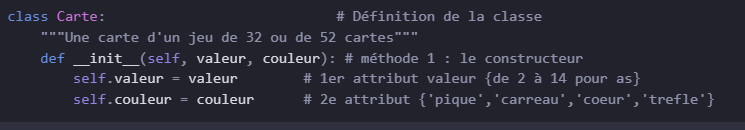 class Carte: # Définition de la classe
"""Une carte d'un jeu de 32 ou de 52 cartes"""
def __init__(self, valeur, couleur): # méthode 1 : le constructeur
self.valeur = valeur # 1er attribut valeur {de 2 à 14 pour as}
self.couleur = couleur # 2e attribut {'pique','carreau','coeur','trefle'}